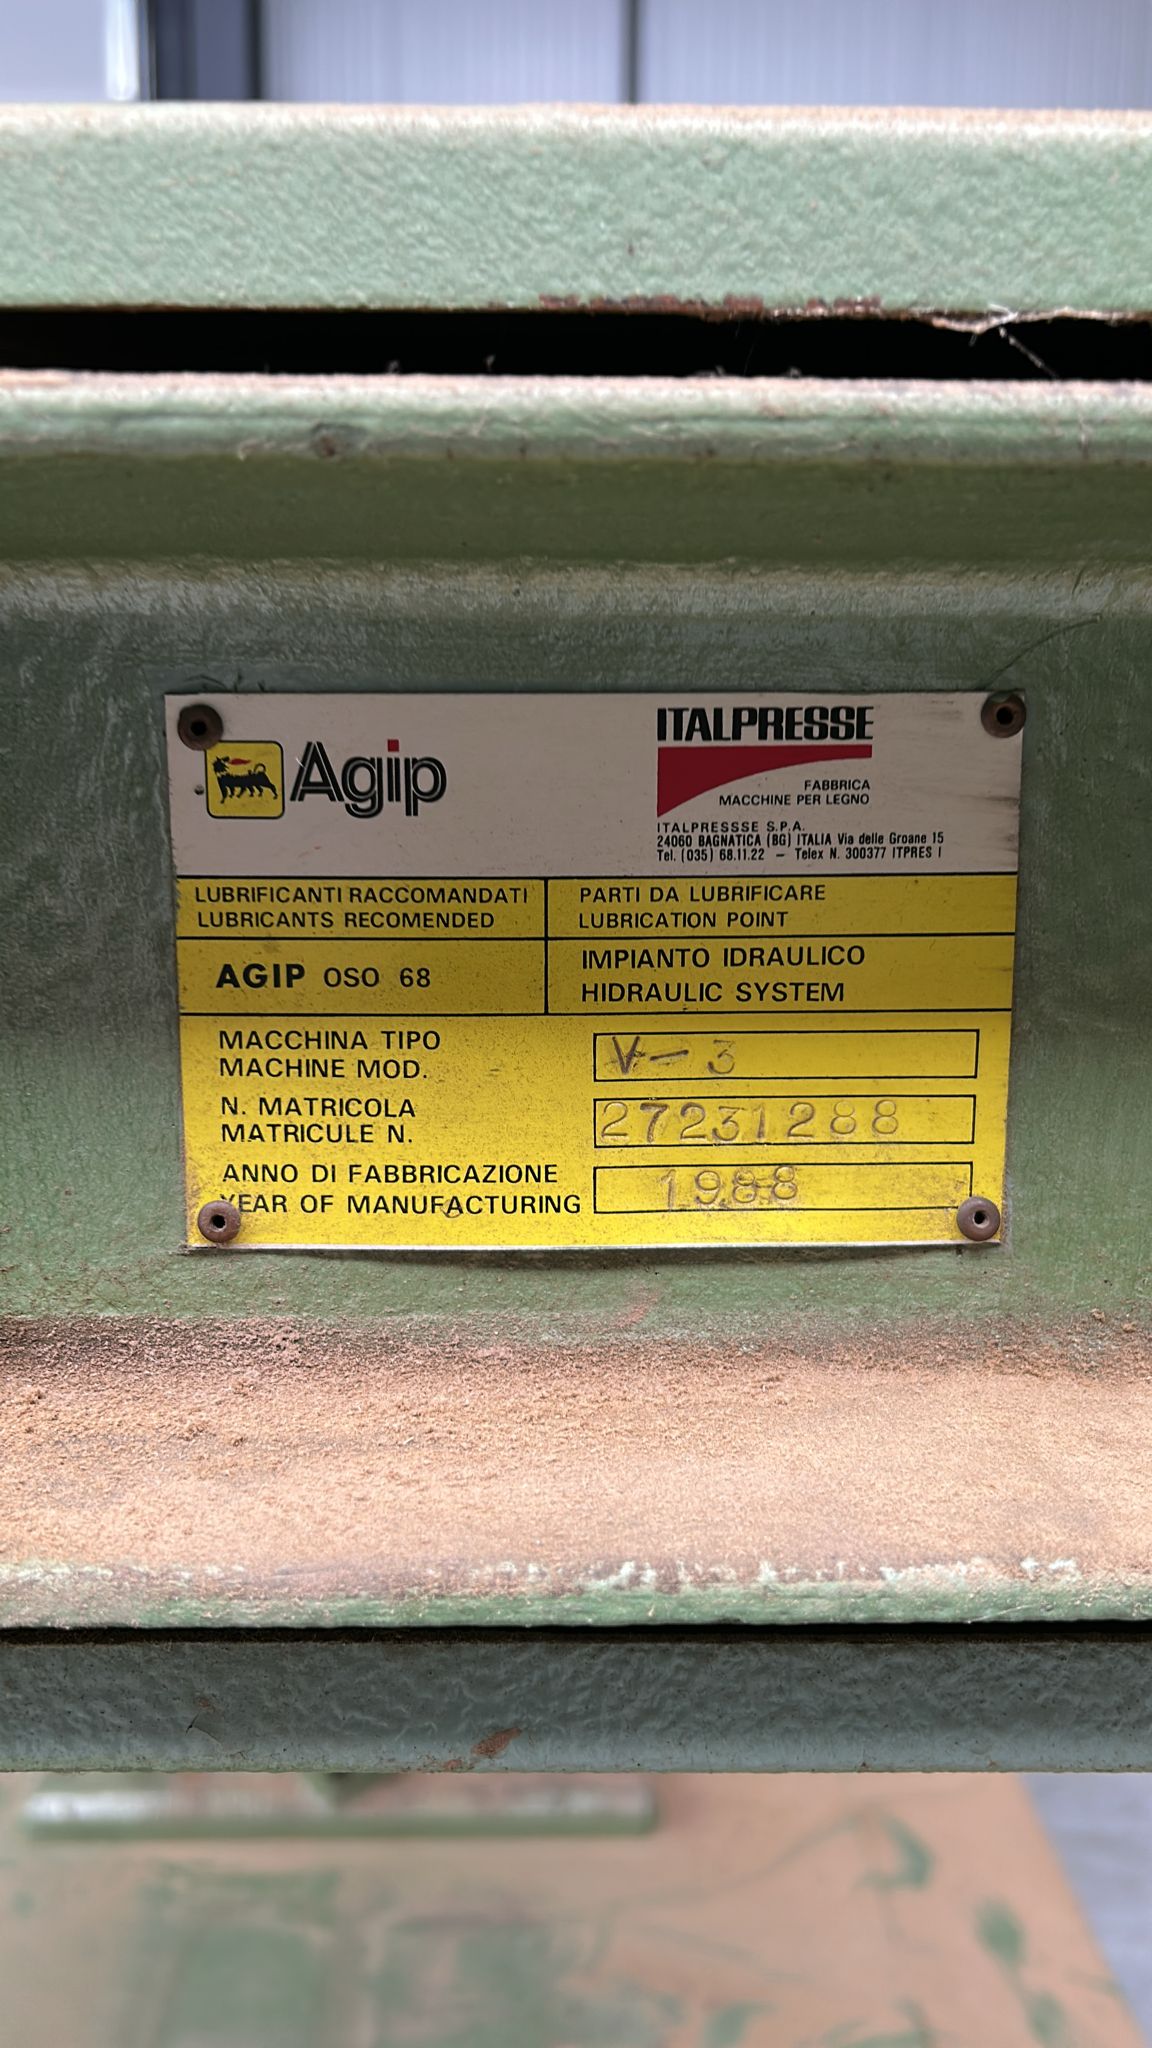 Agip
ITALPRESSE
FABBRICA
MACCHINE PER LEGNO
ITALPRESSSE S.P.A.
24060 BAGNATICA (BG) ITALIA Via delle Groane 15
Tel. (035) 68.11.22 – Telex N. 300377 ITPRES I
LUBRIFICANTI RACCOMANDATI
LUBRICANTS RECOMENDED
PARTI DA LUBRIFICARE
LUBRICATION POINT
AGIP OSO 68
IMPIANTO IDRAULICO
HIDRAULIC SYSTEM
MACCHINA TIPO
MACHINE MOD.
V-3
N. MATRICOLA
MATRICULE N.
27231288
ANNO DI FABBRICAZIONE
YEAR OF MANUFACTURING
1988